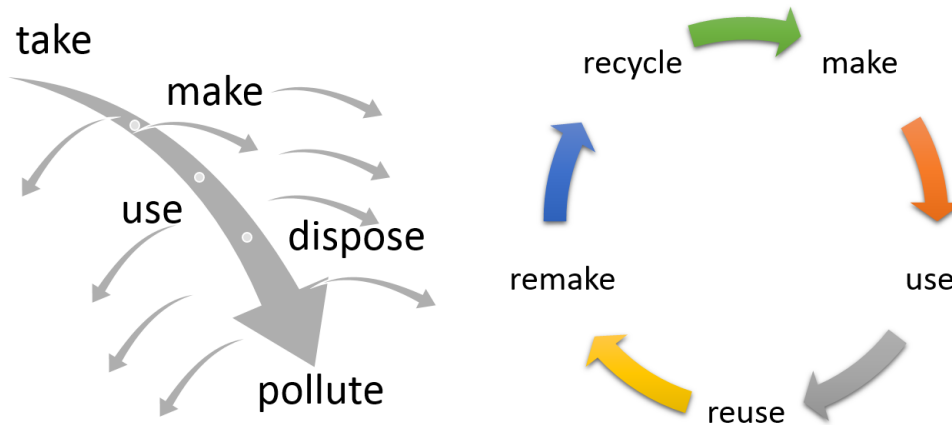 take
make
use
dispose
pollute
recycle
make
use
reuse
remake